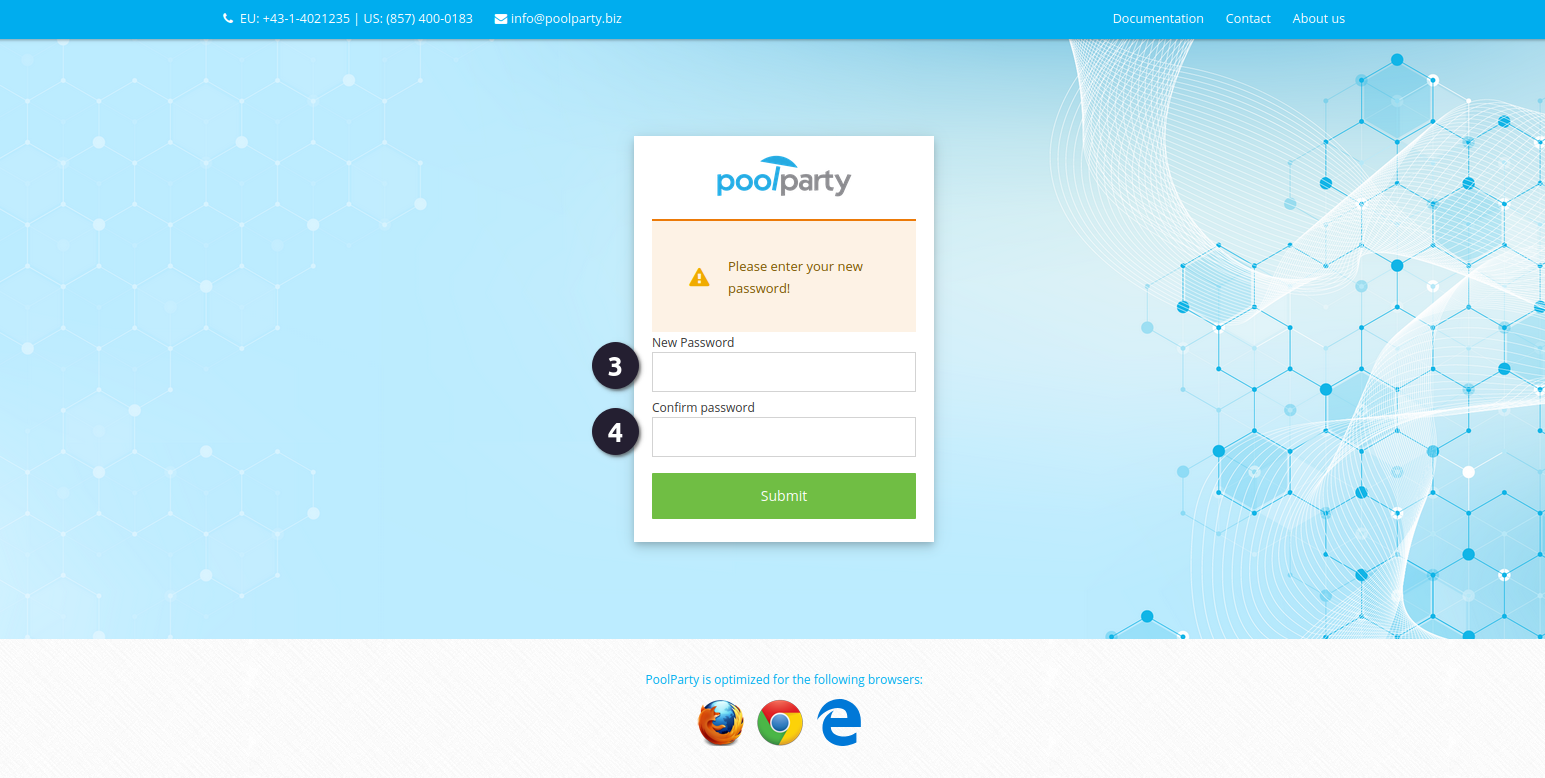 EU: +43-1-4021235 | US: (857) 400-0183 info@poolparty.biz Documentation Contact About us
poolparty
Please enter your new
password!
New Password
3
Confirm password
4
Submit
PoolParty is optimized for the following browsers: